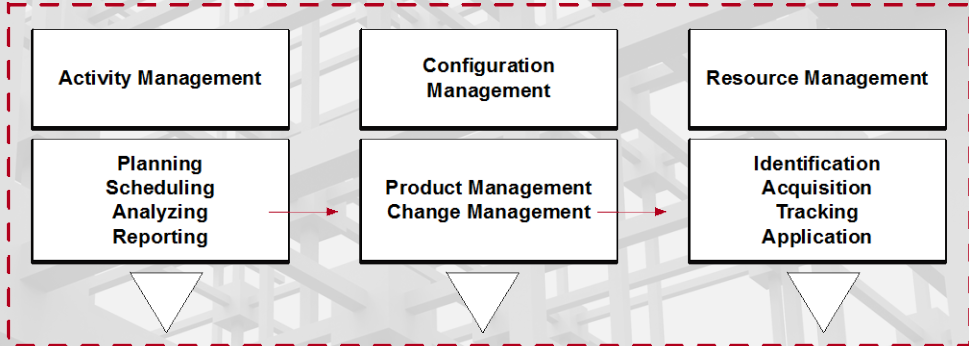 Activity Management
Configuration
Management
Resource Management
Planning
Scheduling
Analyzing
Reporting
Product Management
Change Management
Identification
Acquisition
Tracking
Application